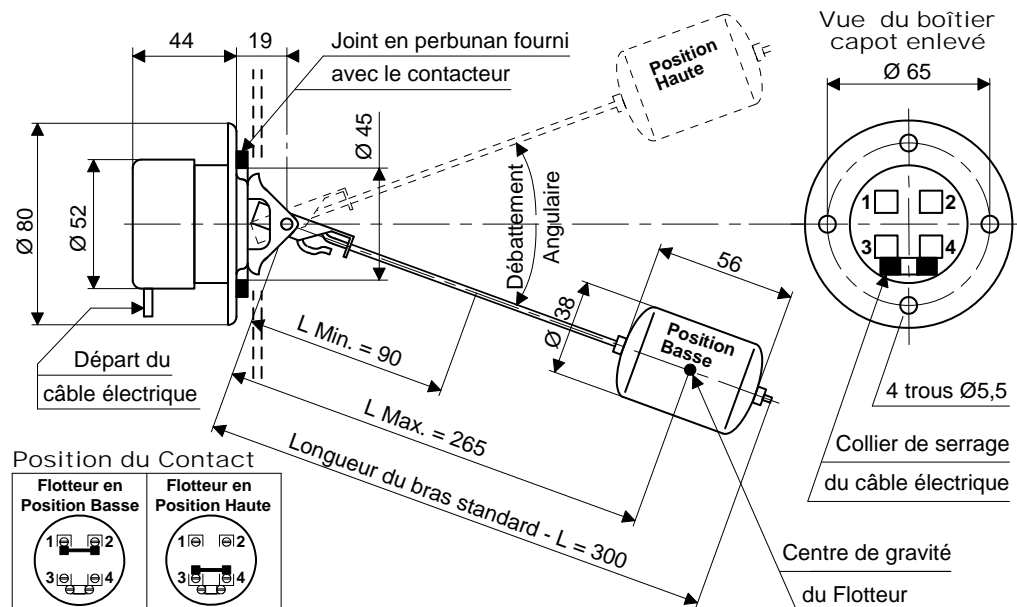 44
19
Joint en perbunan fourni
avec le contacteur
Position
Haute
Vue du boîtier
capot enlevé
Ø 65
Ø 80
Ø 52
Ø 45
Débattement
Angulaire
1
2
3
4
56
Ø 38
Position
Basse
L Min. = 90
L Max. = 265
Longueur du bras standard - L = 300
Départ du
câble électrique
4 trous Ø5,5
Collier de serrage
du câble électrique
Centre de gravité
du Flotteur
Position du Contact
Flotteur en
Position Basse
Flotteur en
Position Haute
1 2
3 4
1 2
3 4